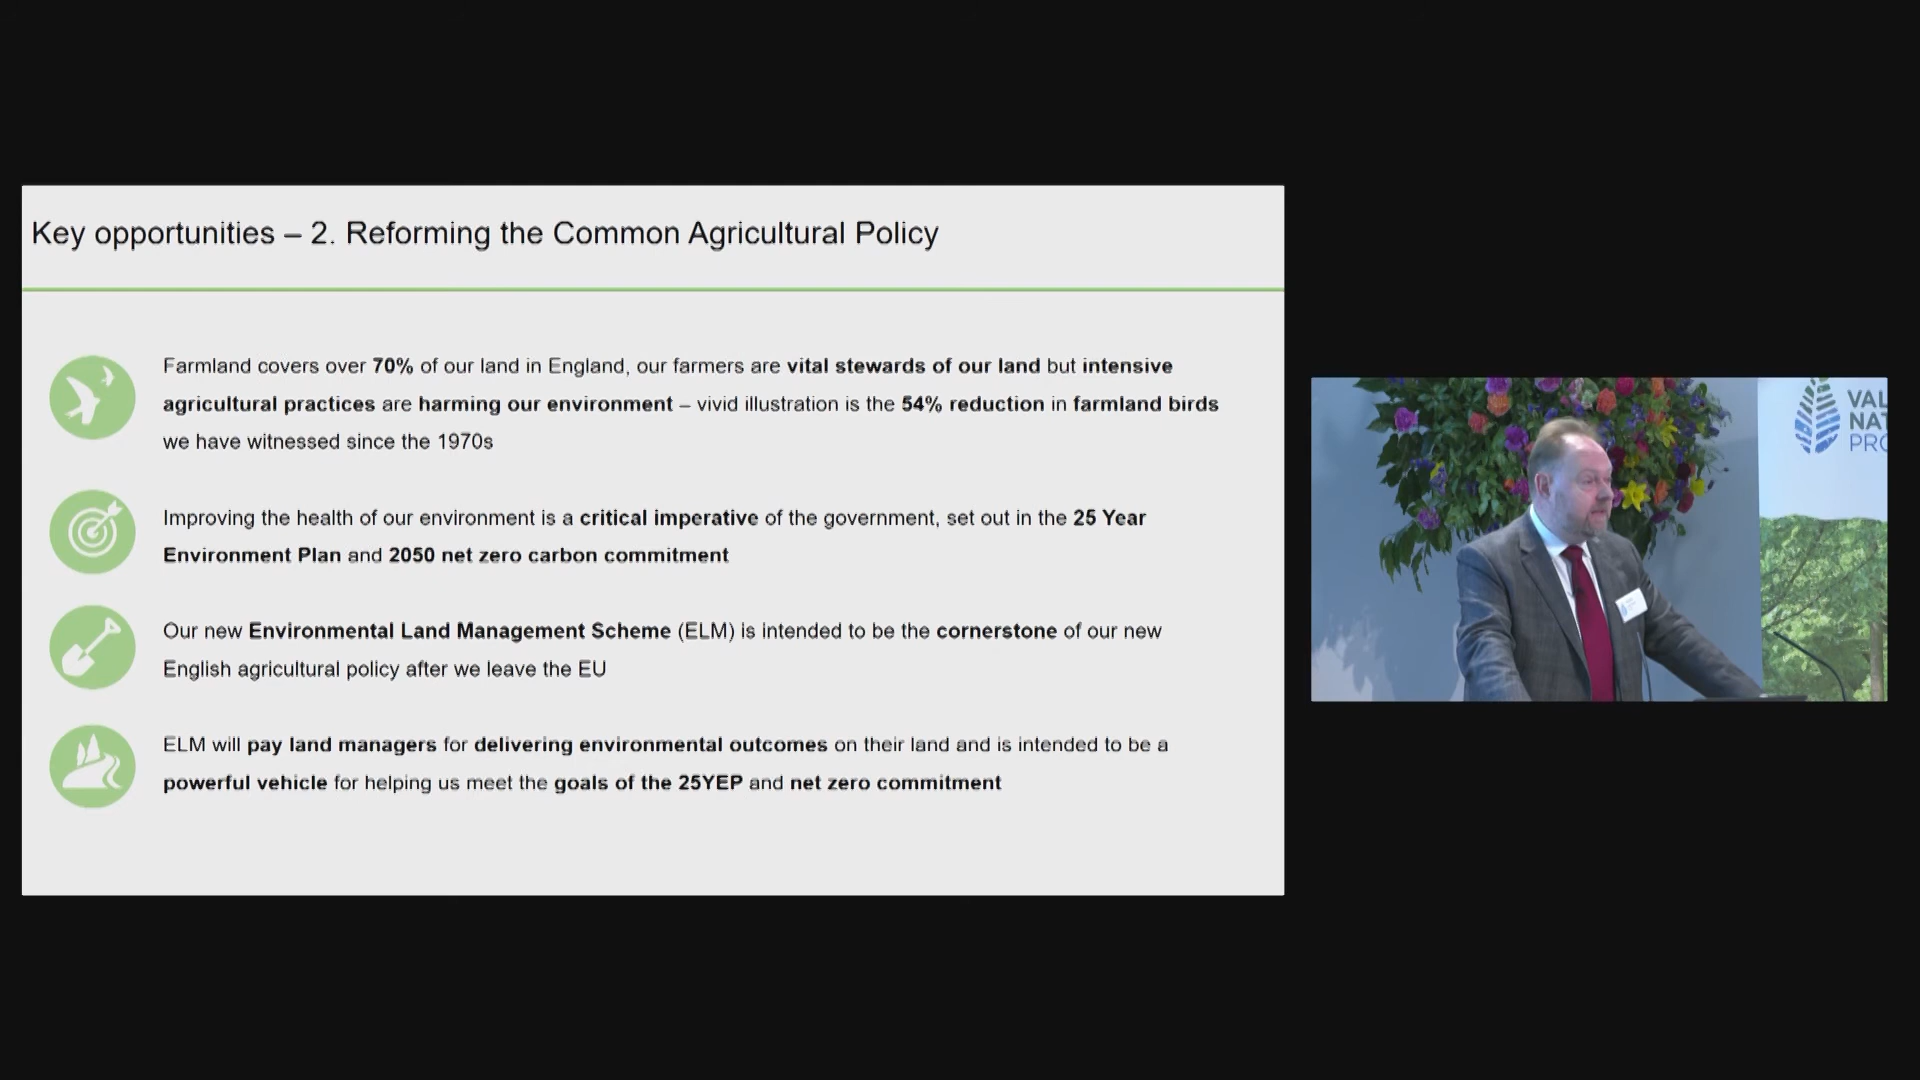 Key opportunities – 2. Reforming the Common Agricultural Policy
Farmland covers over 70% of our land in England, our farmers are vital stewards of our land but intensive
agricultural practices are harming our environment – vivid illustration is the 54% reduction in farmland birds
we have witnessed since the 1970s
Improving the health of our environment is a critical imperative of the government, set out in the 25 Year
Environment Plan and 2050 net zero carbon commitment
Our new Environmental Land Management Scheme (ELM) is intended to be the cornerstone of our new
English agricultural policy after we leave the EU
ELM will pay land managers for delivering environmental outcomes on their land and is intended to be a
powerful vehicle for helping us meet the goals of the 25YEP and net zero commitment
VAL
NAT
PRO